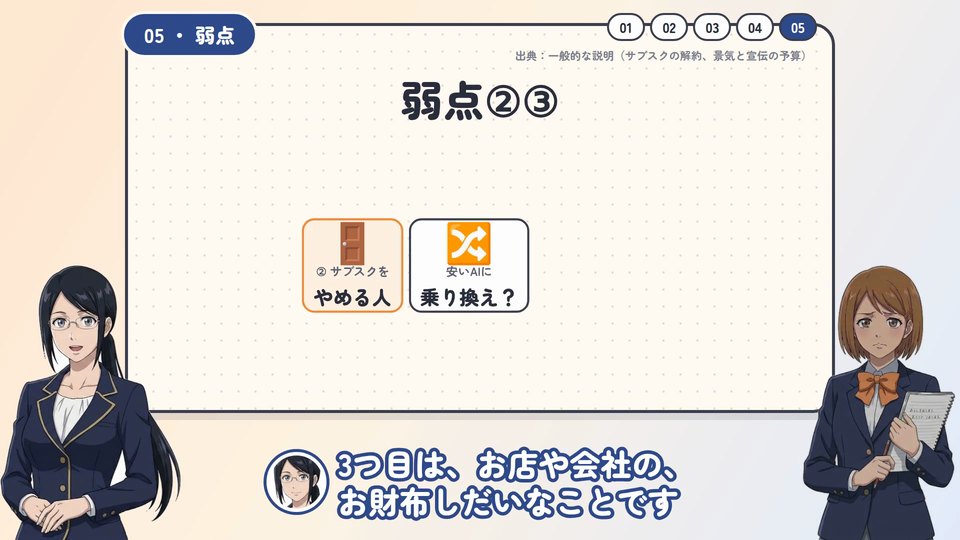 05 ・ 弱点
01 02 03 04 05
出典：一般的な説明（サブスクの解約、景気と宣伝の予算）
弱点②③
② サブスクを
やめる人
安いAIに
乗り換え？
3つ目は、お店や会社の、
お財布しだいなことです